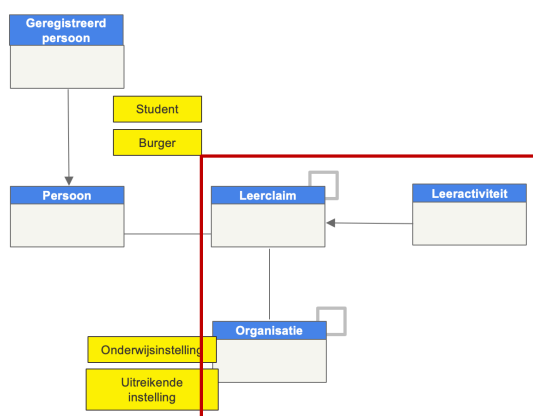 Geregistreerd
persoon
Student
Burger
Persoon
Leerclaim
Leeractiviteit
Organisatie
Onderwijsinstelling
Uitreikende
instelling